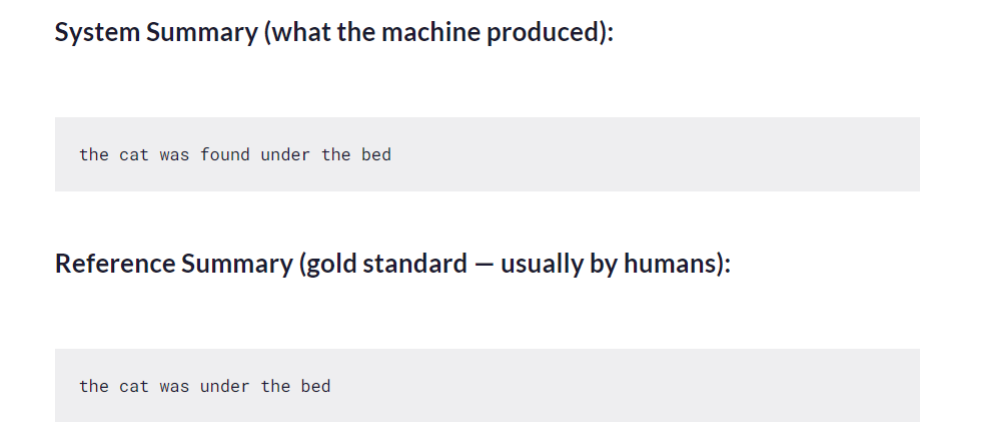 System Summary (what the machine produced):
the cat was found under the bed
Reference Summary (gold standard — usually by humans):
the cat was under the bed